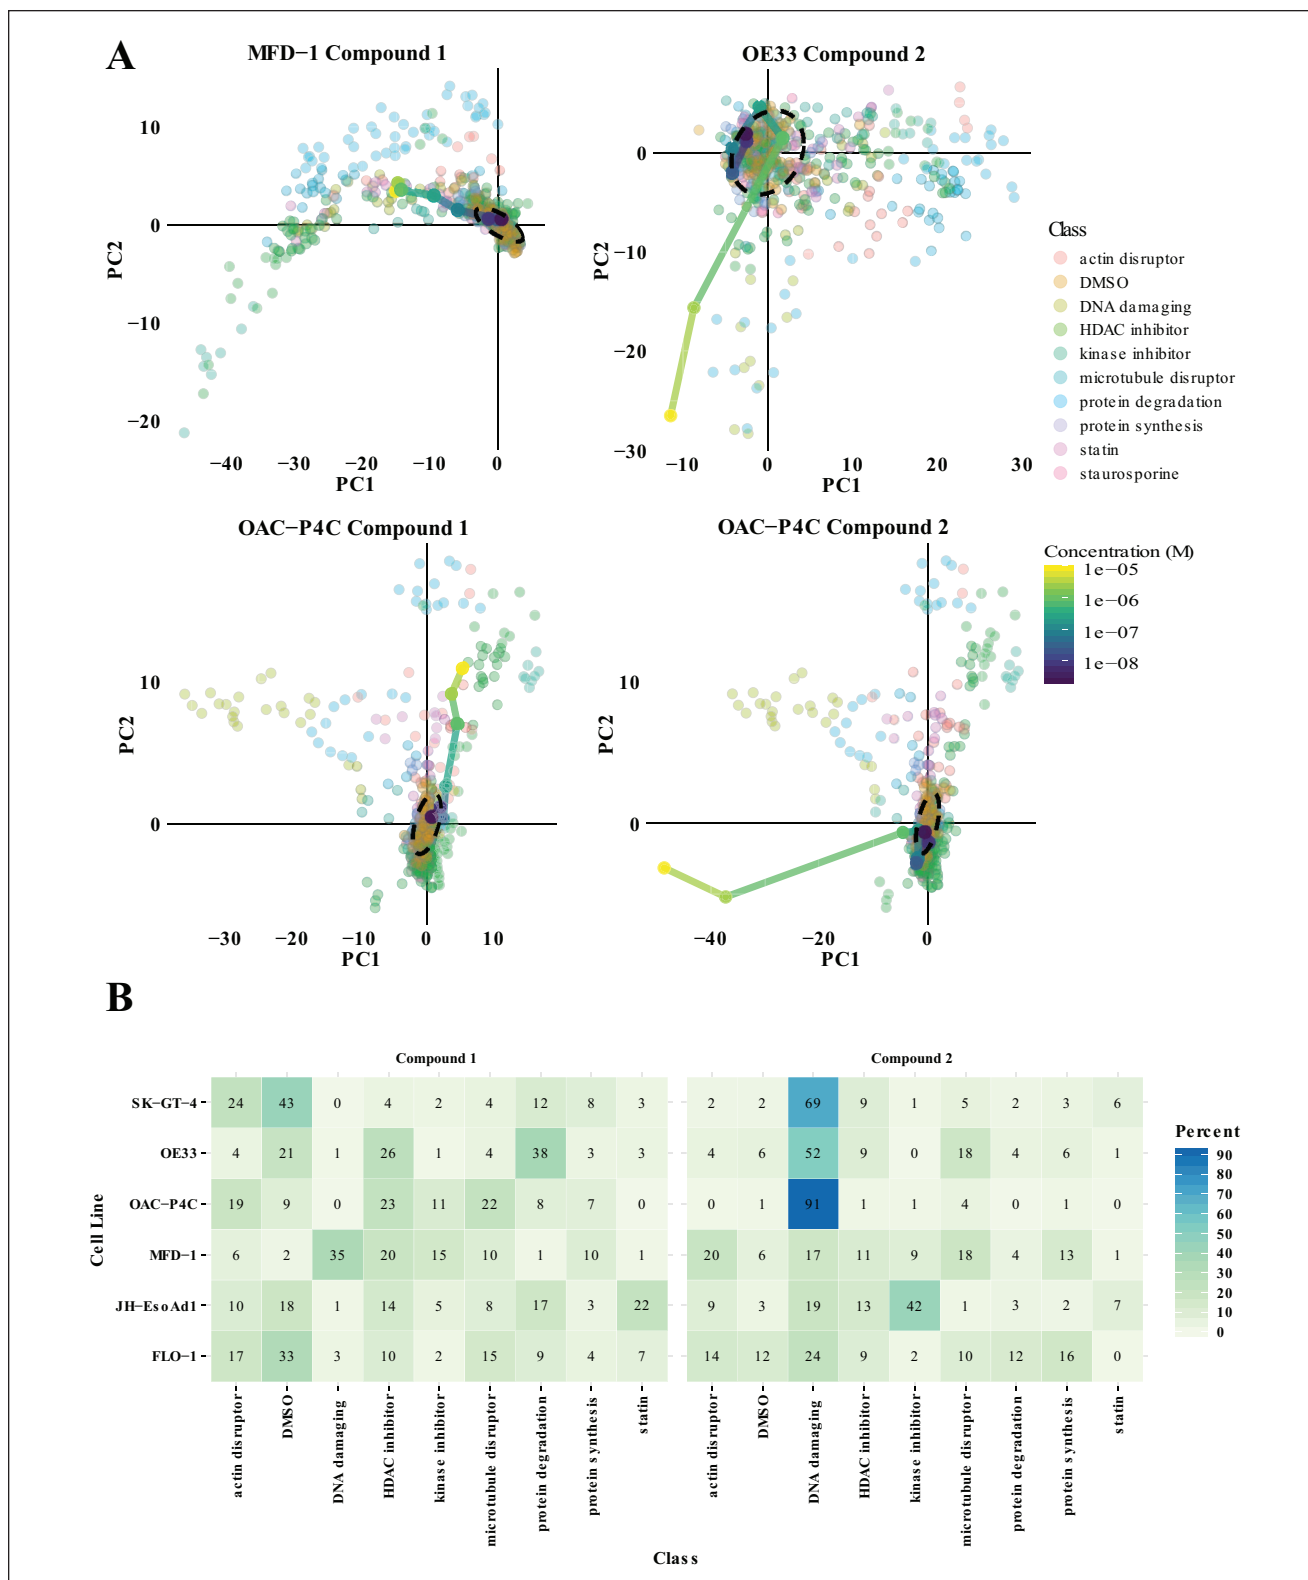 A
MFD−1 Compound 1
OE33 Compound 2
10
0
−10
−20
PC2
−40
−30
−20
−10
0
PC1
0
−10
−20
−30
PC2
−10
0
10
20
30
PC1
Class
actin disruptor
DMSO
DNA damaging
HDAC inhibitor
kinase inhibitor
microtubule disruptor
protein degradation
protein synthesis
statin
staurosporine
OAC−P4C Compound 1
OAC−P4C Compound 2
10
0
PC2
−30
−20
−10
0
10
PC1
10
0
PC2
−40
−20
0
PC1
Concentration (M)
1e−05
1e−06
1e−07
1e−08
B
Compound 1
Compound 2
SK−GT−4 24 43 0 4 2 4 12 8 3 2 2 69 9 1 5 2 3 6
OE33 4 21 1 26 1 4 38 3 3 4 6 52 9 0 18 4 6 1
OAC−P4C 19 9 0 23 11 22 8 7 0 0 1 91 1 1 4 0 1 0
MFD−1 6 2 35 20 15 10 1 10 1 20 6 17 11 9 18 4 13 1
JH−EsoAd1 10 18 1 14 5 8 17 3 22 9 3 19 13 42 1 3 2 7
FLO−1 17 33 3 10 2 15 9 4 7 14 12 24 9 2 10 12 16 0
Cell Line
actin disruptor
DMSO
DNA damaging
HDAC inhibitor
kinase inhibitor
microtubule disruptor
protein degradation
protein synthesis
statin
actin disruptor
DMSO
DNA damaging
HDAC inhibitor
kinase inhibitor
microtubule disruptor
protein degradation
protein synthesis
statin
Class
Percent
90
80
70
60
50
40
30
20
10
0